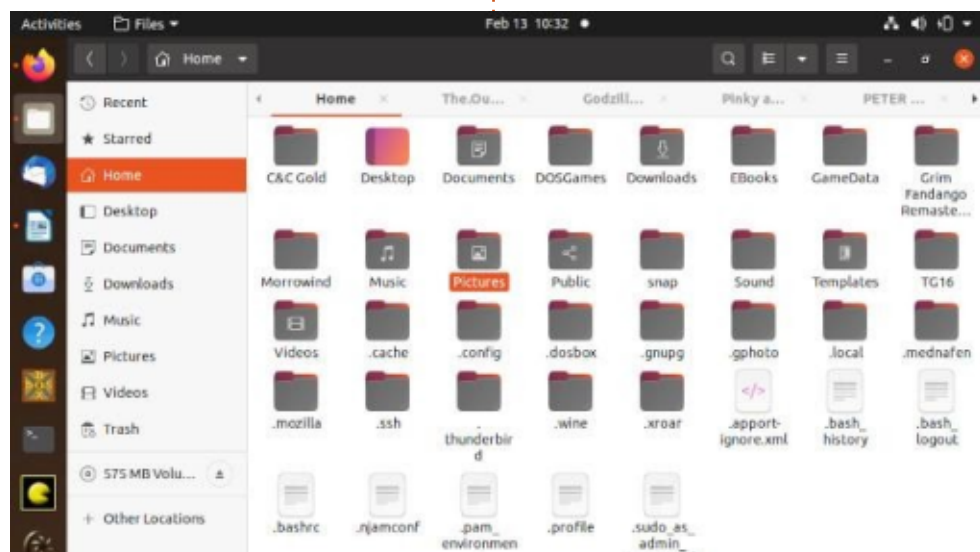 Activities Files Feb 13 10:32
Home
Recent
Starred
Home
Desktop
Documents
Downloads
Music
Pictures
Videos
Trash
575 MB Volu...
+ Other Locations
Home The.Ou... Godzill... Pinky a... PETER ...
C&C Gold Desktop Documents DOSGames Downloads EBooks GameData Grim
Fandango
Remaste...
Morrowind Music Pictures Public snap Sound Templates TG16
Videos .cache .config .dosbox .gnupg .gphoto .local .mednafen
.mozilla .ssh .thunderbir .wine .xroar .apport- .bash_ .bash_
d ignore.xml history logout
.bashrc .njamconf .pam_ .profile .sudo_as_
environmen admin_